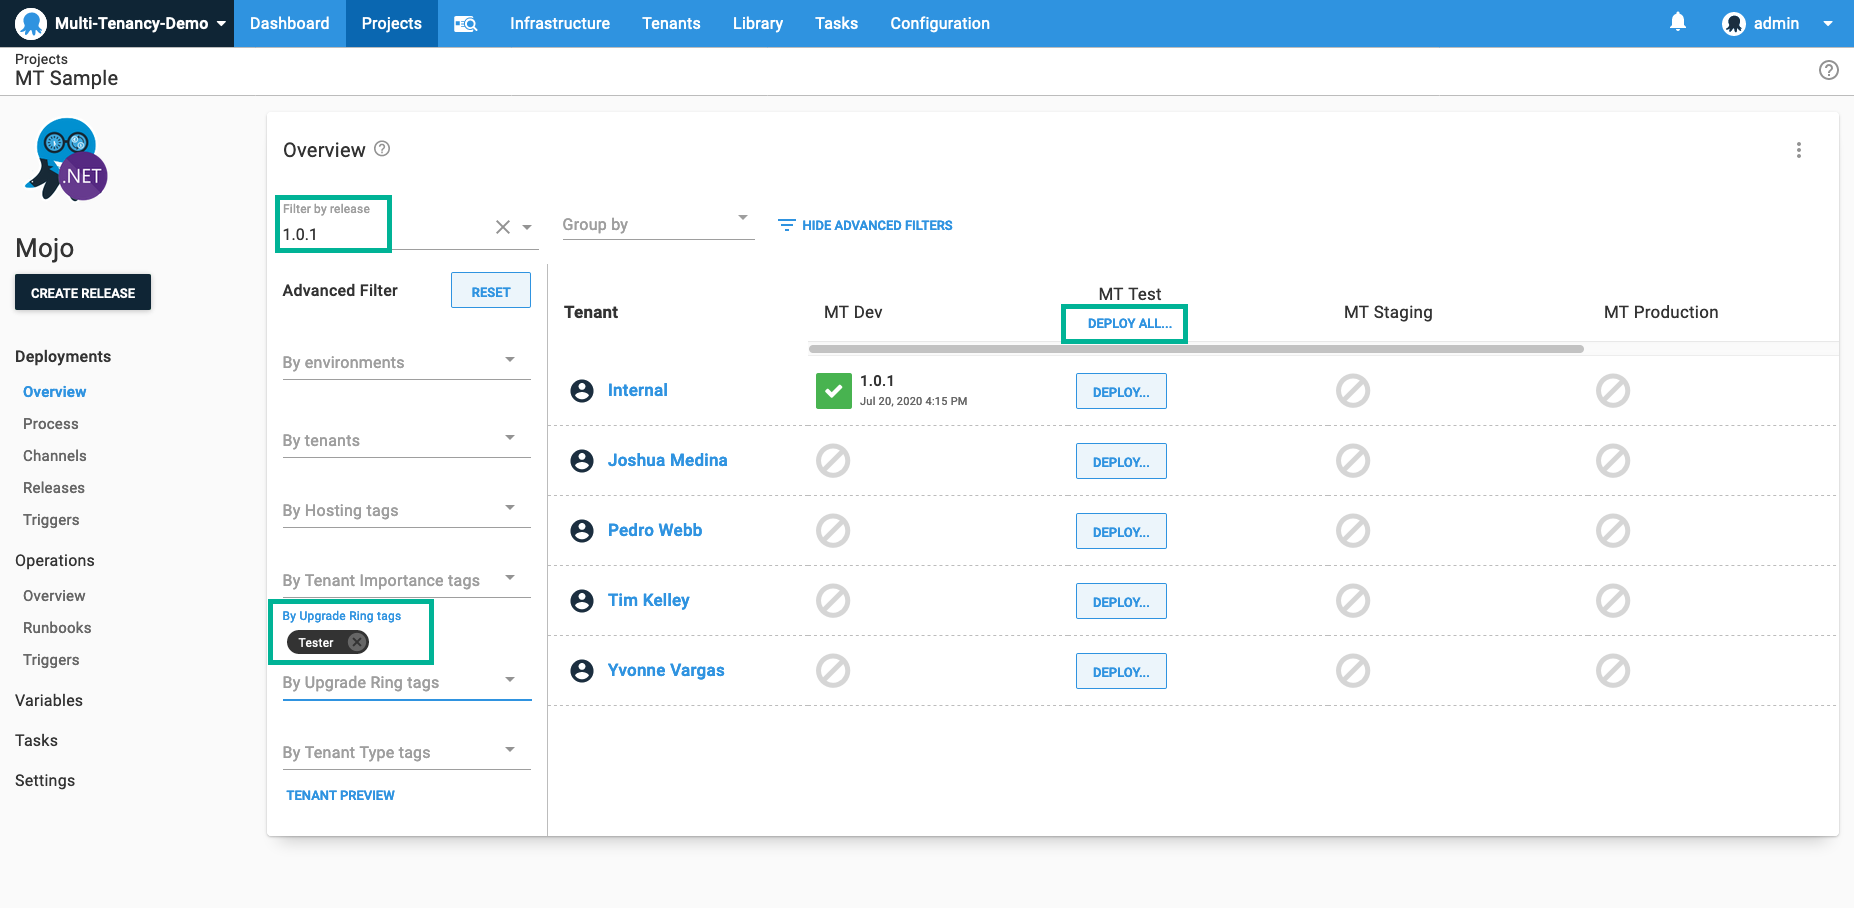 Multi-Tenancy-Demo Dashboard Projects Infrastructure Tenants Library Tasks Configuration admin
Projects
MT Sample
.NET
Mojo
CREATE RELEASE
Deployments
Overview
Process
Channels
Releases
Triggers
Operations
Overview
Runbooks
Triggers
Variables
Tasks
Settings
Overview
Filter by release
1.0.1
Group by
HIDE ADVANCED FILTERS
Advanced Filter
RESET
By environments
By tenants
By Hosting tags
By Tenant Importance tags
By Upgrade Ring tags
Tester
By Upgrade Ring tags
By Tenant Type tags
TENANT PREVIEW
Tenant
MT Dev
MT Test
DEPLOY ALL...
MT Staging
MT Production
Internal
1.0.1
Jul 20, 2020 4:15 PM
DEPLOY...
Joshua Medina
DEPLOY...
Pedro Webb
DEPLOY...
Tim Kelley
DEPLOY...
Yvonne Vargas
DEPLOY...